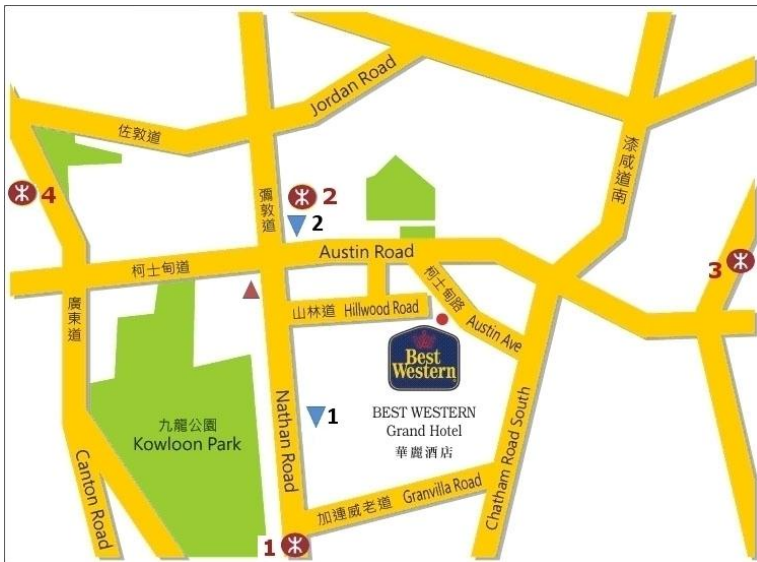 Jordan Road
佐敦道
漆咸道南
4
2
彌敦道
2
Austin Road
柯士甸道
3
柯士甸路 Austin Ave
廣東道
山林道 Hillwood Road
Best
Western
九龍公園
Kowloon Park
Nathan Road
1
BEST WESTERN
Grand Hotel
華麗酒店
Chatham Road South
Canton Road
加連威老道 Granvilla Road
1